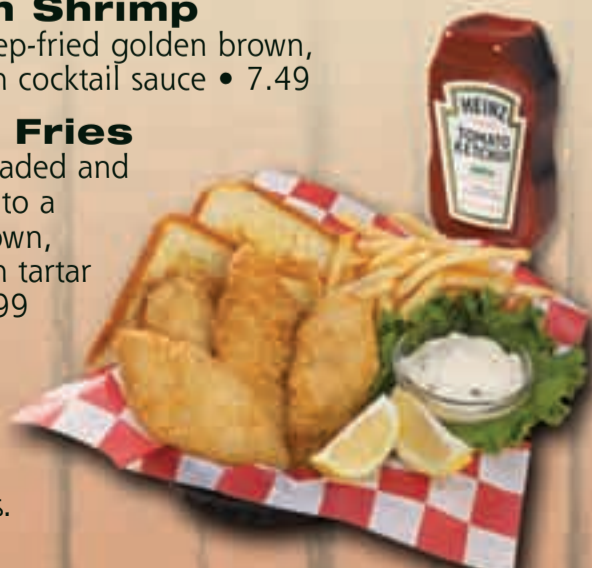 n Shrimp
ep-fried golden brown,
n cocktail sauce • 7.49
Fries
aded and
to a
own,
n tartar
99
s.
HEINZ
TOMATO
KETCHUP